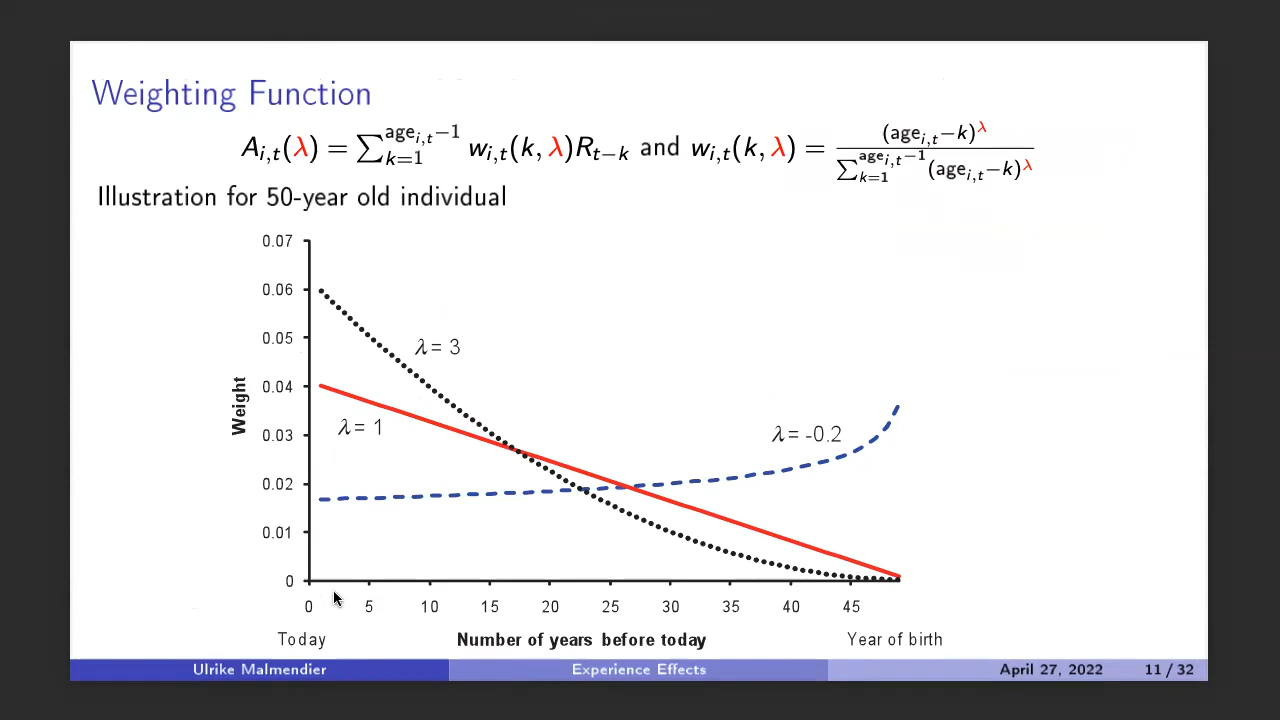 Weighting Function
A_{i,t}(λ) = ∑_{k=1}^{age_{i,t}−1} w_{i,t}(k, λ)R_{t−k} and w_{i,t}(k, λ) = \frac{(age_{i,t}−k)^λ}{∑_{k=1}^{age_{i,t}−1}(age_{i,t}−k)^λ}
Illustration for 50-year old individual
0.07
0.06
0.05
0.04
0.03
0.02
0.01
0
Weight
λ = 3
λ = 1
λ = -0.2
0 5 10 15 20 25 30 35 40 45
Today Number of years before today Year of birth
Ulrike Malmendier Experience Effects April 27, 2022 11 / 32